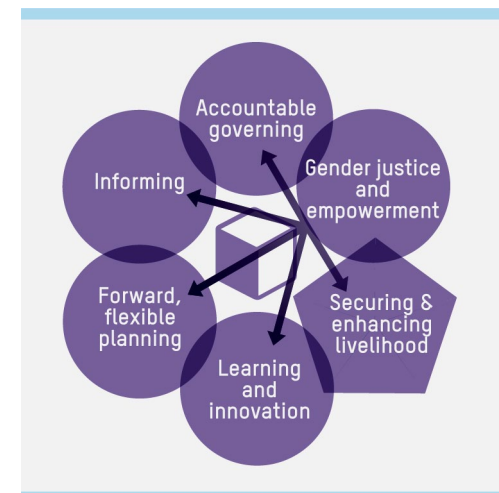 Accountable
governing
Gender justice
and
empowerment
Informing
Securing &
enhancing
livelihood
Forward,
flexible
planning
Learning
and
innovation